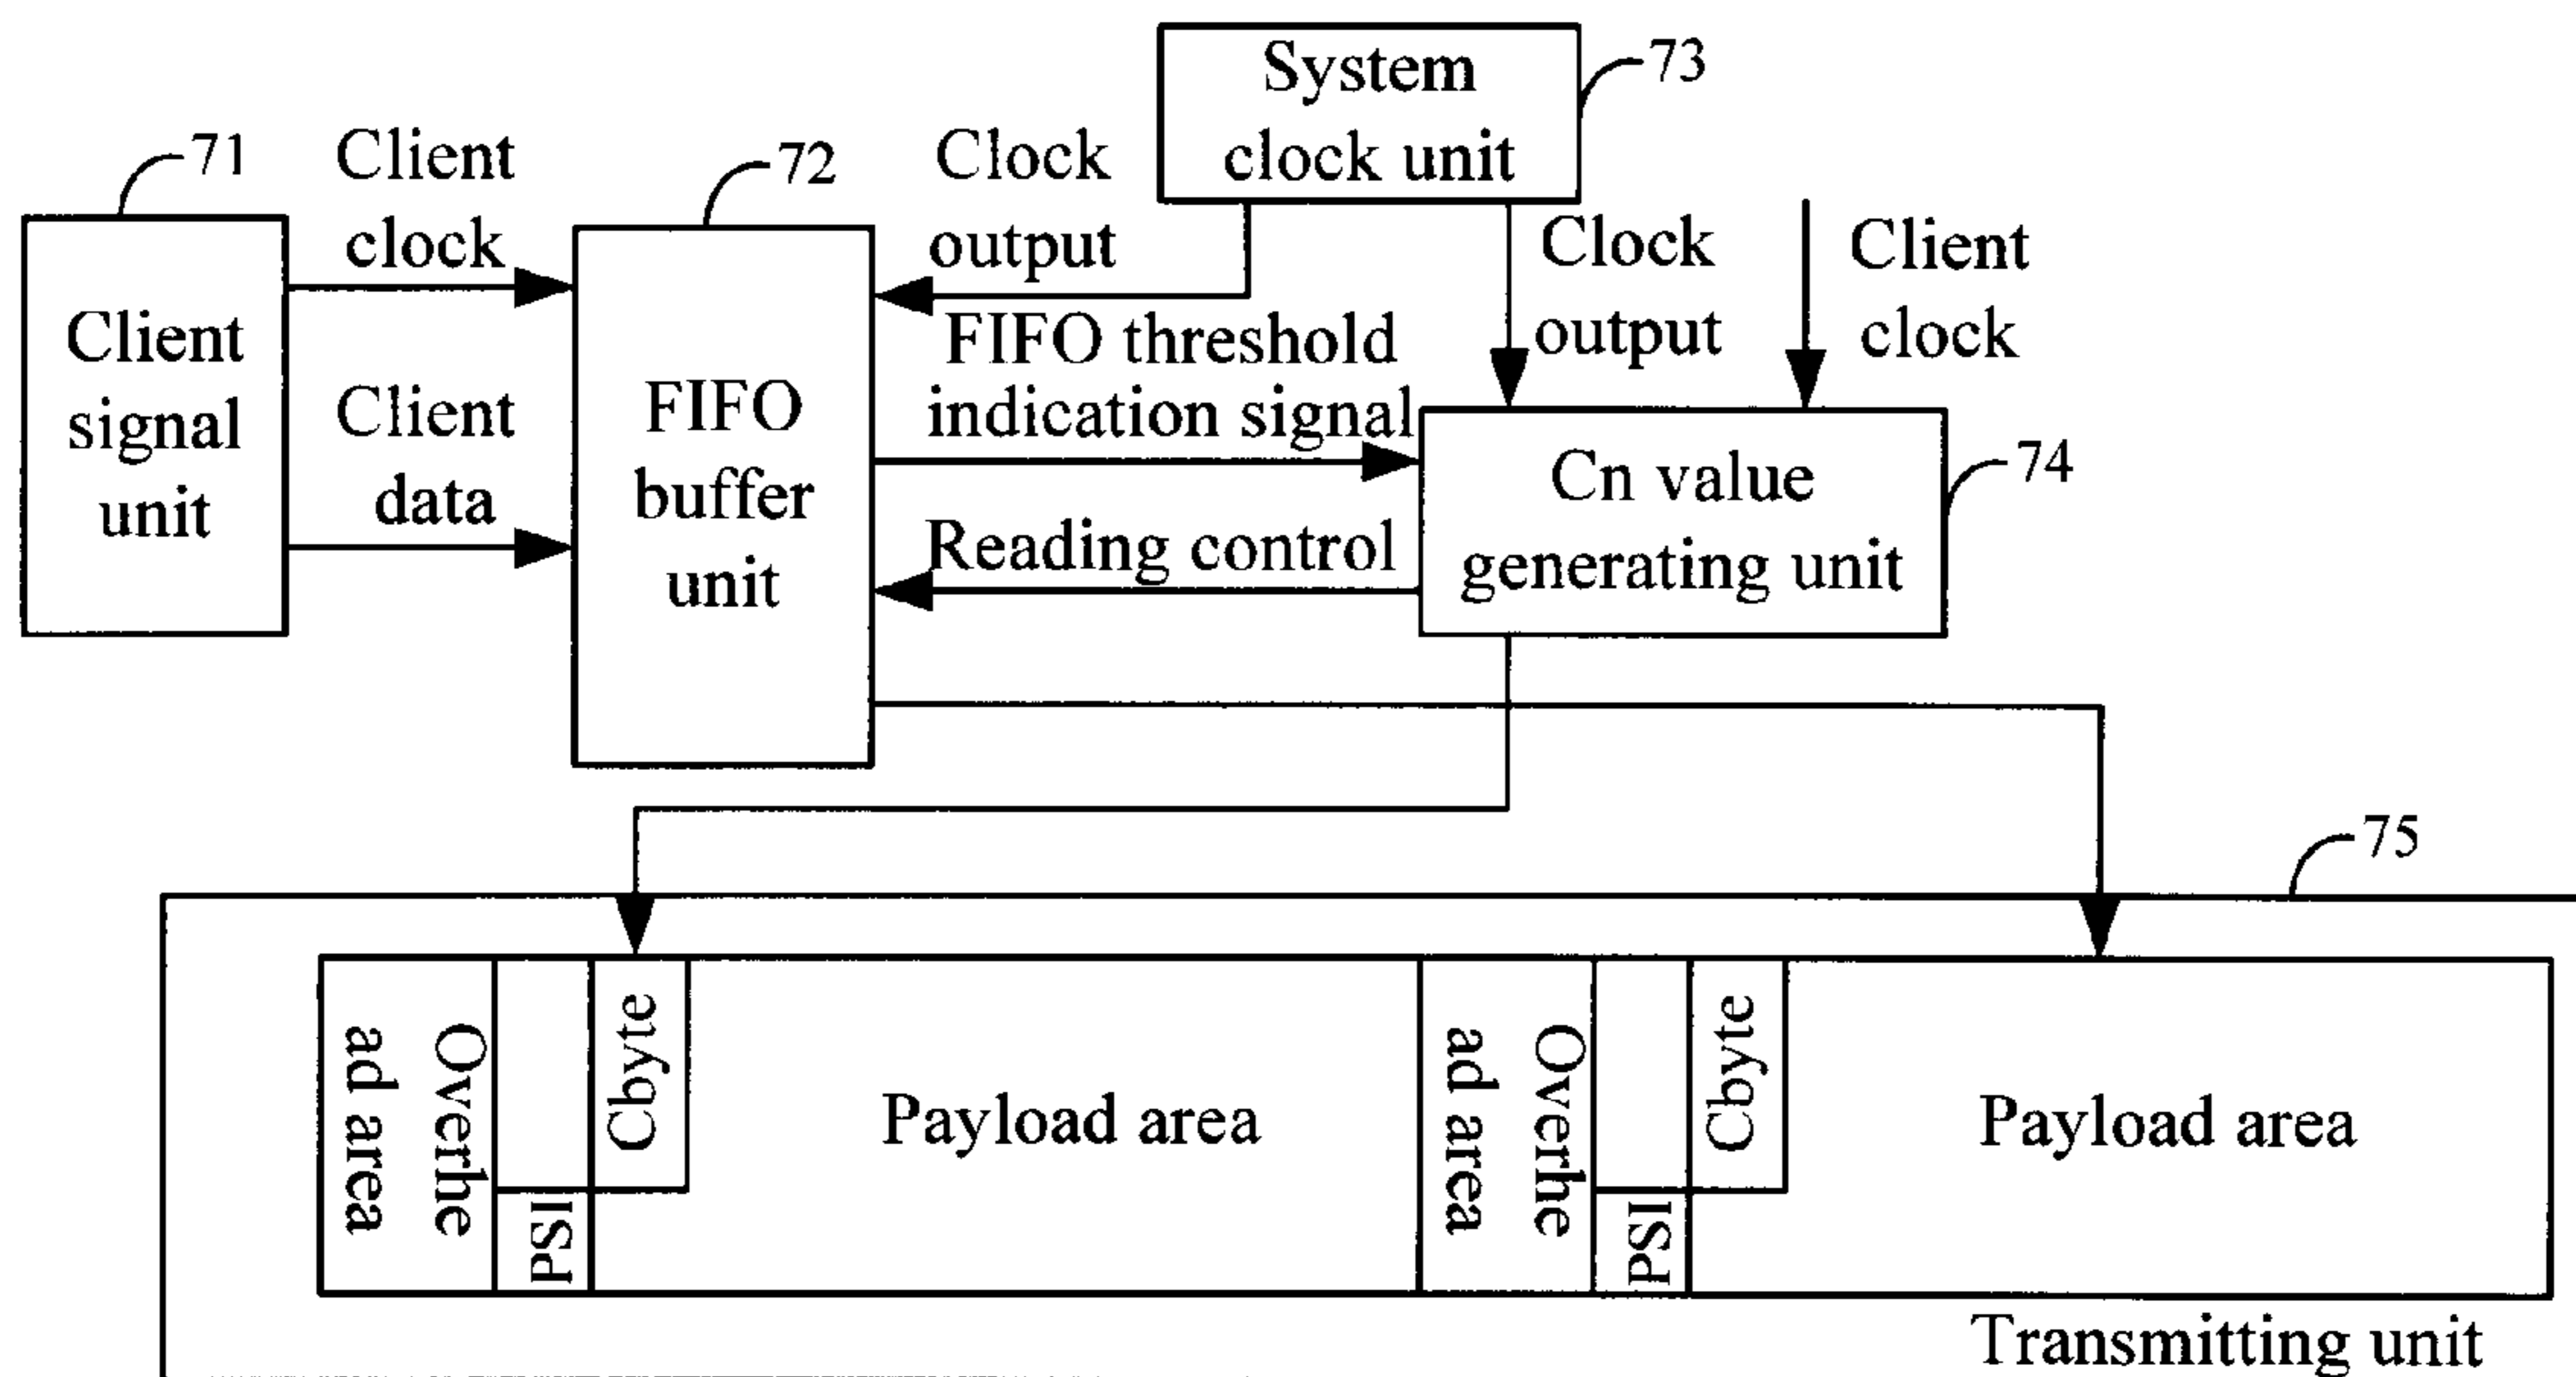 System
clock unit
73
71
Client
clock
72
Clock
output
Clock
output
Client
clock
Client
signal
unit
Client
data
FIFO
buffer
unit
FIFO threshold
indication signal
Reading control
Cn value
generating unit
74
75
Overhe
ad area
PSI
Cbyte
Payload area
Overhe
ad area
PSI
Cbyte
Payload area
Transmitting unit